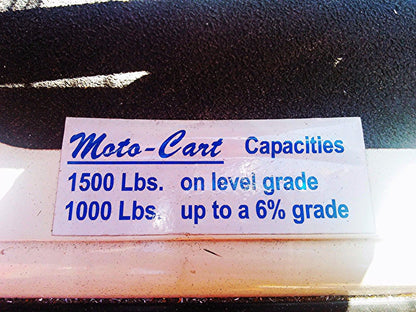 Moto-Cart Capacities
1500 Lbs. on level grade
1000 Lbs. up to a 6% grade